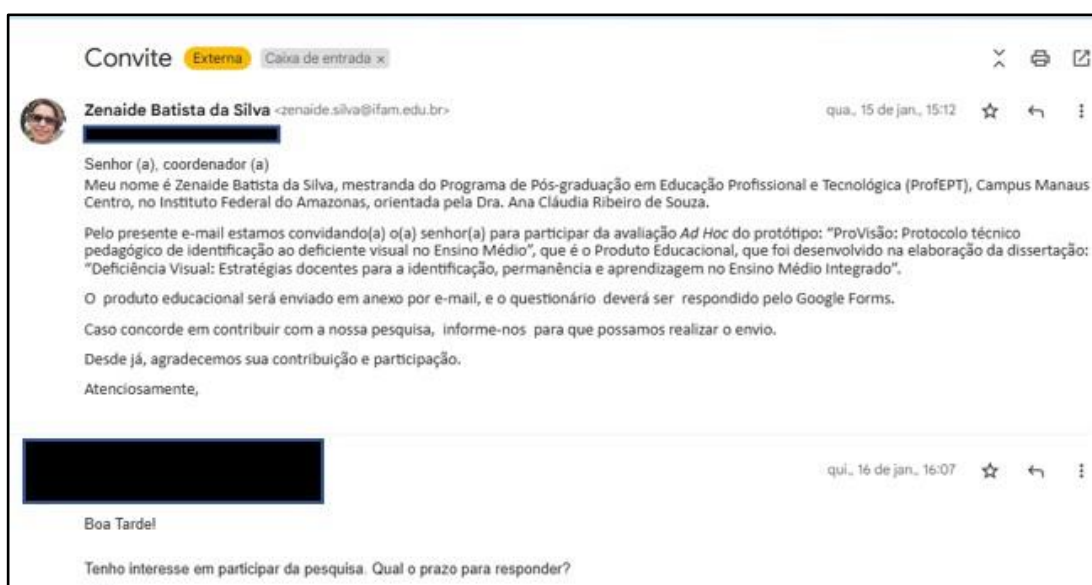 Convite Externa Caixa de entrada x
Zenaide Batista da Silva <zenaide.silva@ifam.edu.br> qua., 15 de jan., 15:12
Senhor (a), coordenador (a)
Meu nome é Zenaide Batista da Silva, mestranda do Programa de Pós-graduação em Educação Profissional e Tecnológica (ProfEPT), Campus Manaus
Centro, no Instituto Federal do Amazonas, orientada pela Dra. Ana Cláudia Ribeiro de Souza.
Pelo presente e-mail estamos convidando(a) o(a) senhor(a) para participar da avaliação Ad Hoc do protótipo: “ProVisão: Protocolo técnico
pedagógico de identificação ao deficiente visual no Ensino Médio”, que é o Produto Educacional, que foi desenvolvido na elaboração da dissertação:
“Deficiência Visual: Estratégias docentes para a identificação, permanência e aprendizagem no Ensino Médio Integrado”.
O produto educacional será enviado em anexo por e-mail, e o questionário deverá ser respondido pelo Google Forms.
Caso concorde em contribuir com a nossa pesquisa, informe-nos para que possamos realizar o envio.
Desde já, agradecemos sua contribuição e participação.
Atenciosamente,
qui., 16 de jan., 16:07
Boa Tarde!
Tenho interesse em participar da pesquisa. Qual o prazo para responder?